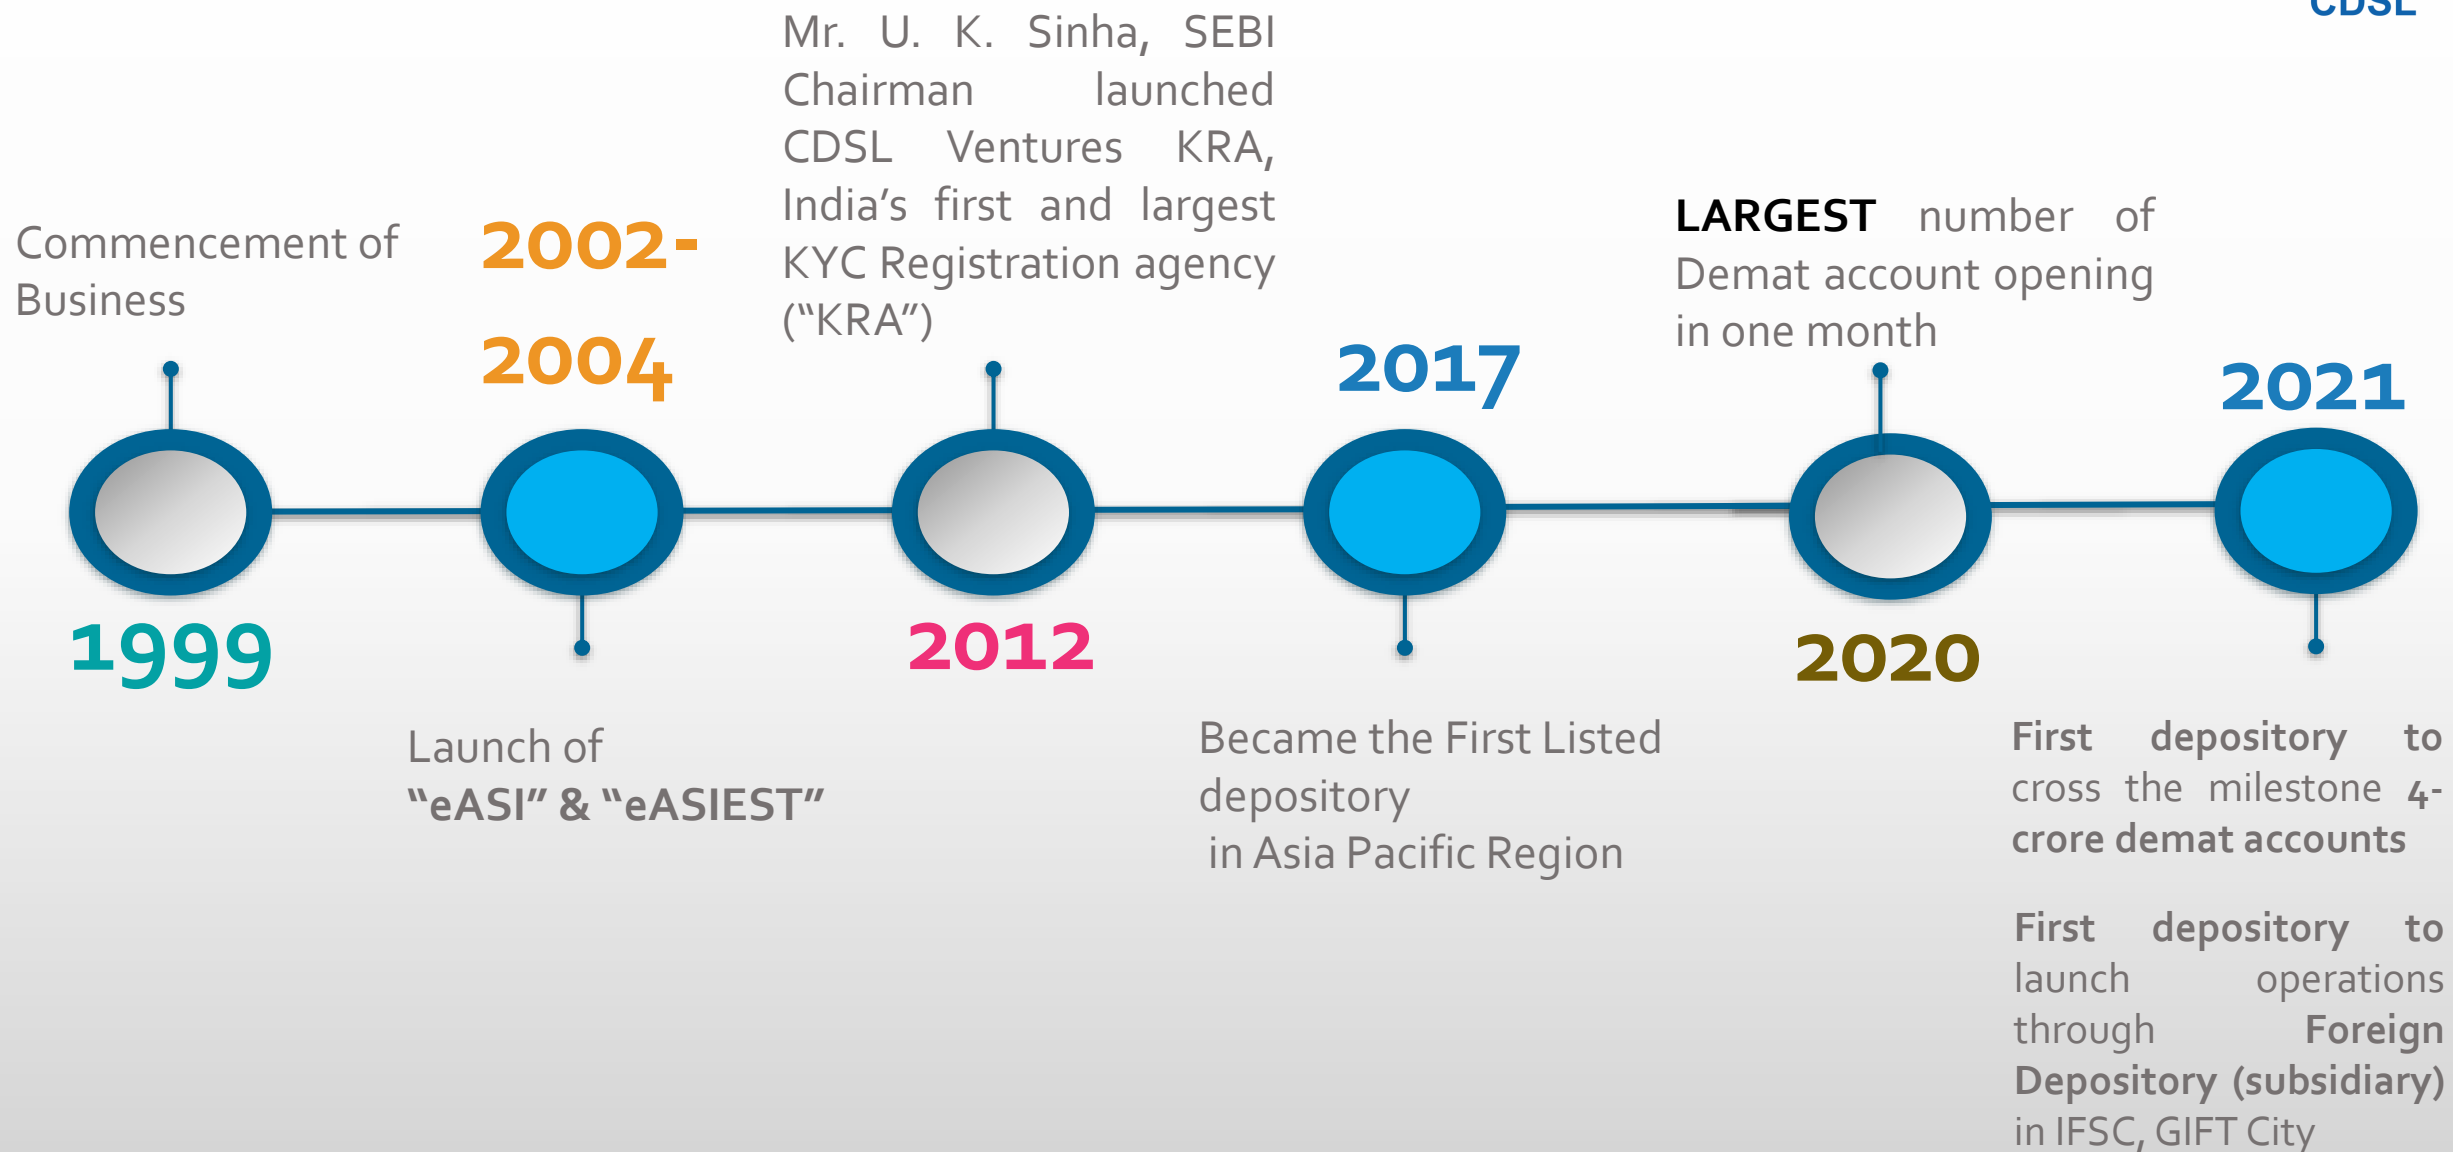 CDSL
Commencement of
Business
1999
2002-
2004
Launch of
“eASI” & “eASIEST”
Mr. U. K. Sinha, SEBI
Chairman launched
CDSL Ventures KRA,
India’s first and largest
KYC Registration agency
(“KRA”)
2012
2017
Became the First Listed
depository
in Asia Pacific Region
LARGEST number of
Demat account opening
in one month
2020
2021
First depository to
cross the milestone 4-
crore demat accounts
First depository to
launch operations
through Foreign
Depository (subsidiary)
in IFSC, GIFT City